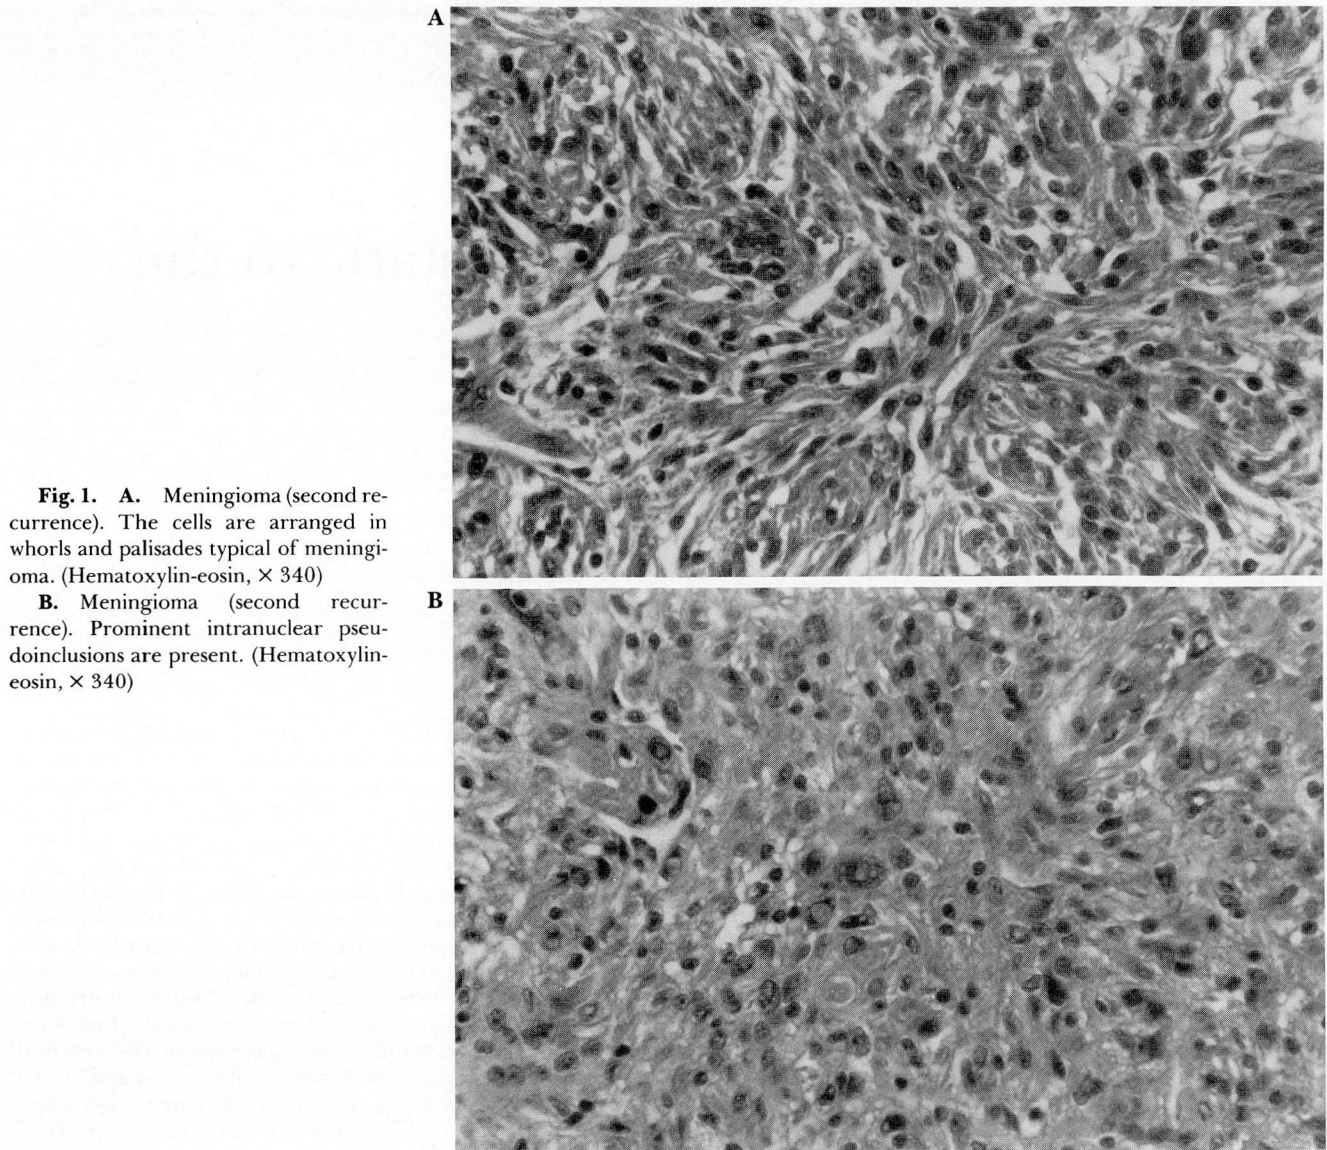 A
Fig. 1. A. Meningioma (second re-
currence). The cells are arranged in
whorls and palisades typical of meningi-
oma. (Hematoxylin-eosin, × 340)
B. Meningioma (second recur-
rence). Prominent intranuclear pseu-
doinclusions are present. (Hematoxylin-
eosin, × 340)
B